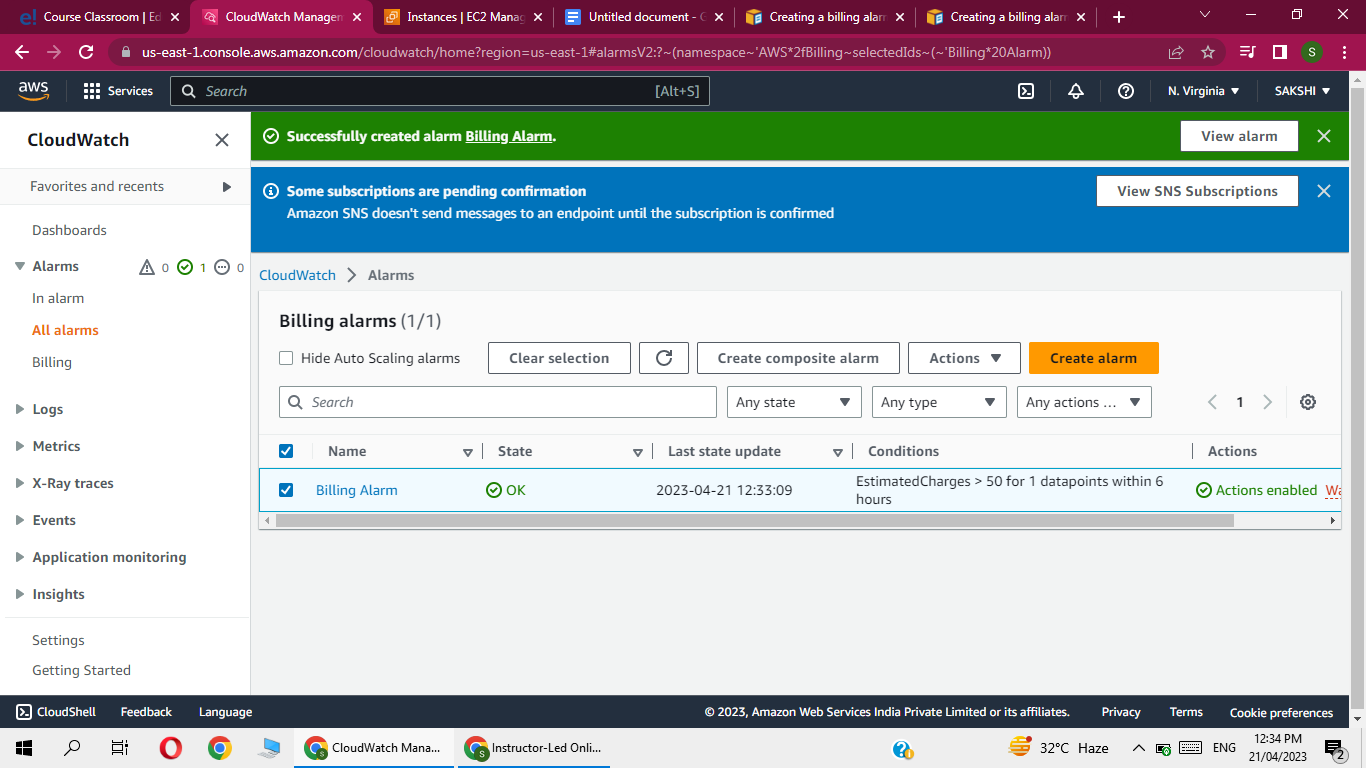 Course Classroom | Ed
CloudWatch Managem
Instances | EC2 Manag
Untitled document - G
Creating a billing alarm
Creating a billing alarm
us-east-1.console.aws.amazon.com/cloudwatch/home?region=us-east-1#alarmsV2:?~(namespace~'AWS*2fBilling~selectedIds~(~'Billing*20Alarm))
S
aws
Services
Search
[Alt+S]
N. Virginia
SAKSHI
CloudWatch
Favorites and recents
Dashboards
Alarms
0
1
0
In alarm
All alarms
Billing
Logs
Metrics
X-Ray traces
Events
Application monitoring
Insights
Settings
Getting Started
Successfully created alarm Billing Alarm.
View alarm
Some subscriptions are pending confirmation
Amazon SNS doesn't send messages to an endpoint until the subscription is confirmed
View SNS Subscriptions
CloudWatch
Alarms
Billing alarms (1/1)
Hide Auto Scaling alarms
Clear selection
Create composite alarm
Actions
Create alarm
Search
Any state
Any type
Any actions ...
1
Name
State
Last state update
Conditions
Actions
Billing Alarm
OK
2023-04-21 12:33:09
EstimatedCharges > 50 for 1 datapoints within 6
hours
Actions enabled
Wa
CloudShell
Feedback
Language
© 2023, Amazon Web Services India Private Limited or its affiliates.
Privacy
Terms
Cookie preferences
CloudWatch Mana...
Instructor-Led Onli...
32°C Haze
ENG
12:34 PM
21/04/2023
2